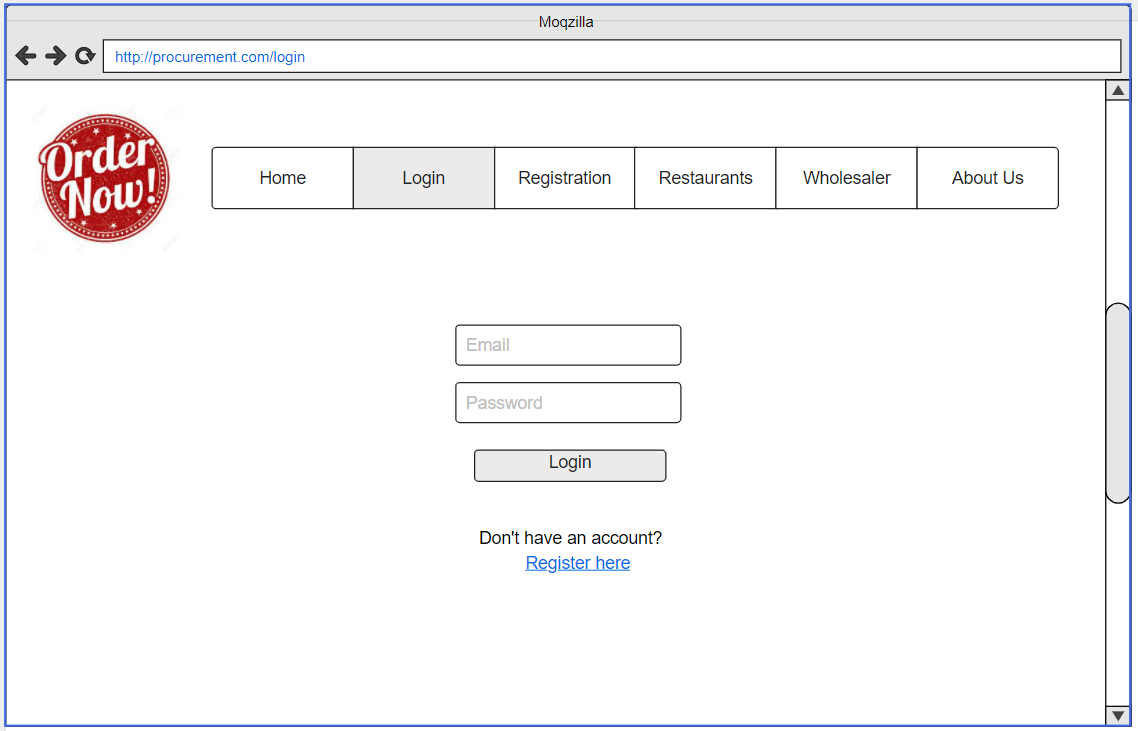 Moqzilla
http://procurement.com/login
Order
Now!
Home Login Registration Restaurants Wholesaler About Us
Email
Password
Login
Don't have an account?
Register here